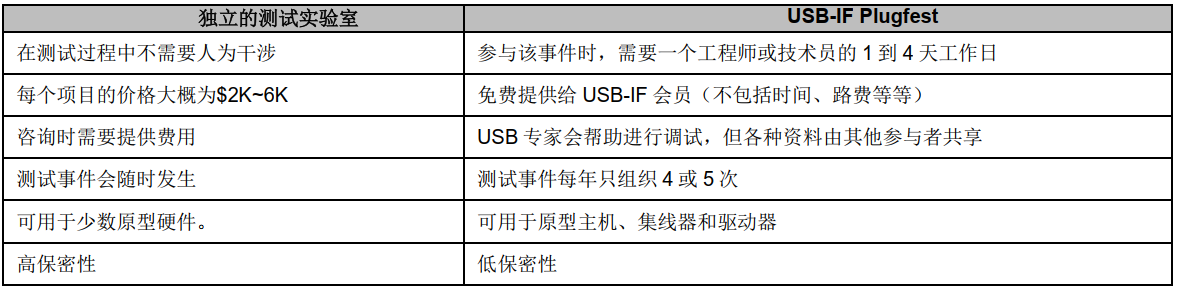 独立的测试实验室 USB-IF Plugfest
在测试过程中不需要人为干涉 参与该事件时，需要一个工程师或技术员的 1 到 4 天工作日
每个项目的价格大概为$2K~6K 免费提供给 USB-IF 会员（不包括时间、路费等等）
咨询时需要提供费用 USB 专家会帮助进行调试，但各种资料由其他参与者共享
测试事件会随时发生 测试事件每年只组织 4 或 5 次
可用于少数原型硬件。 可用于原型主机、集线器和驱动器
高保密性 低保密性